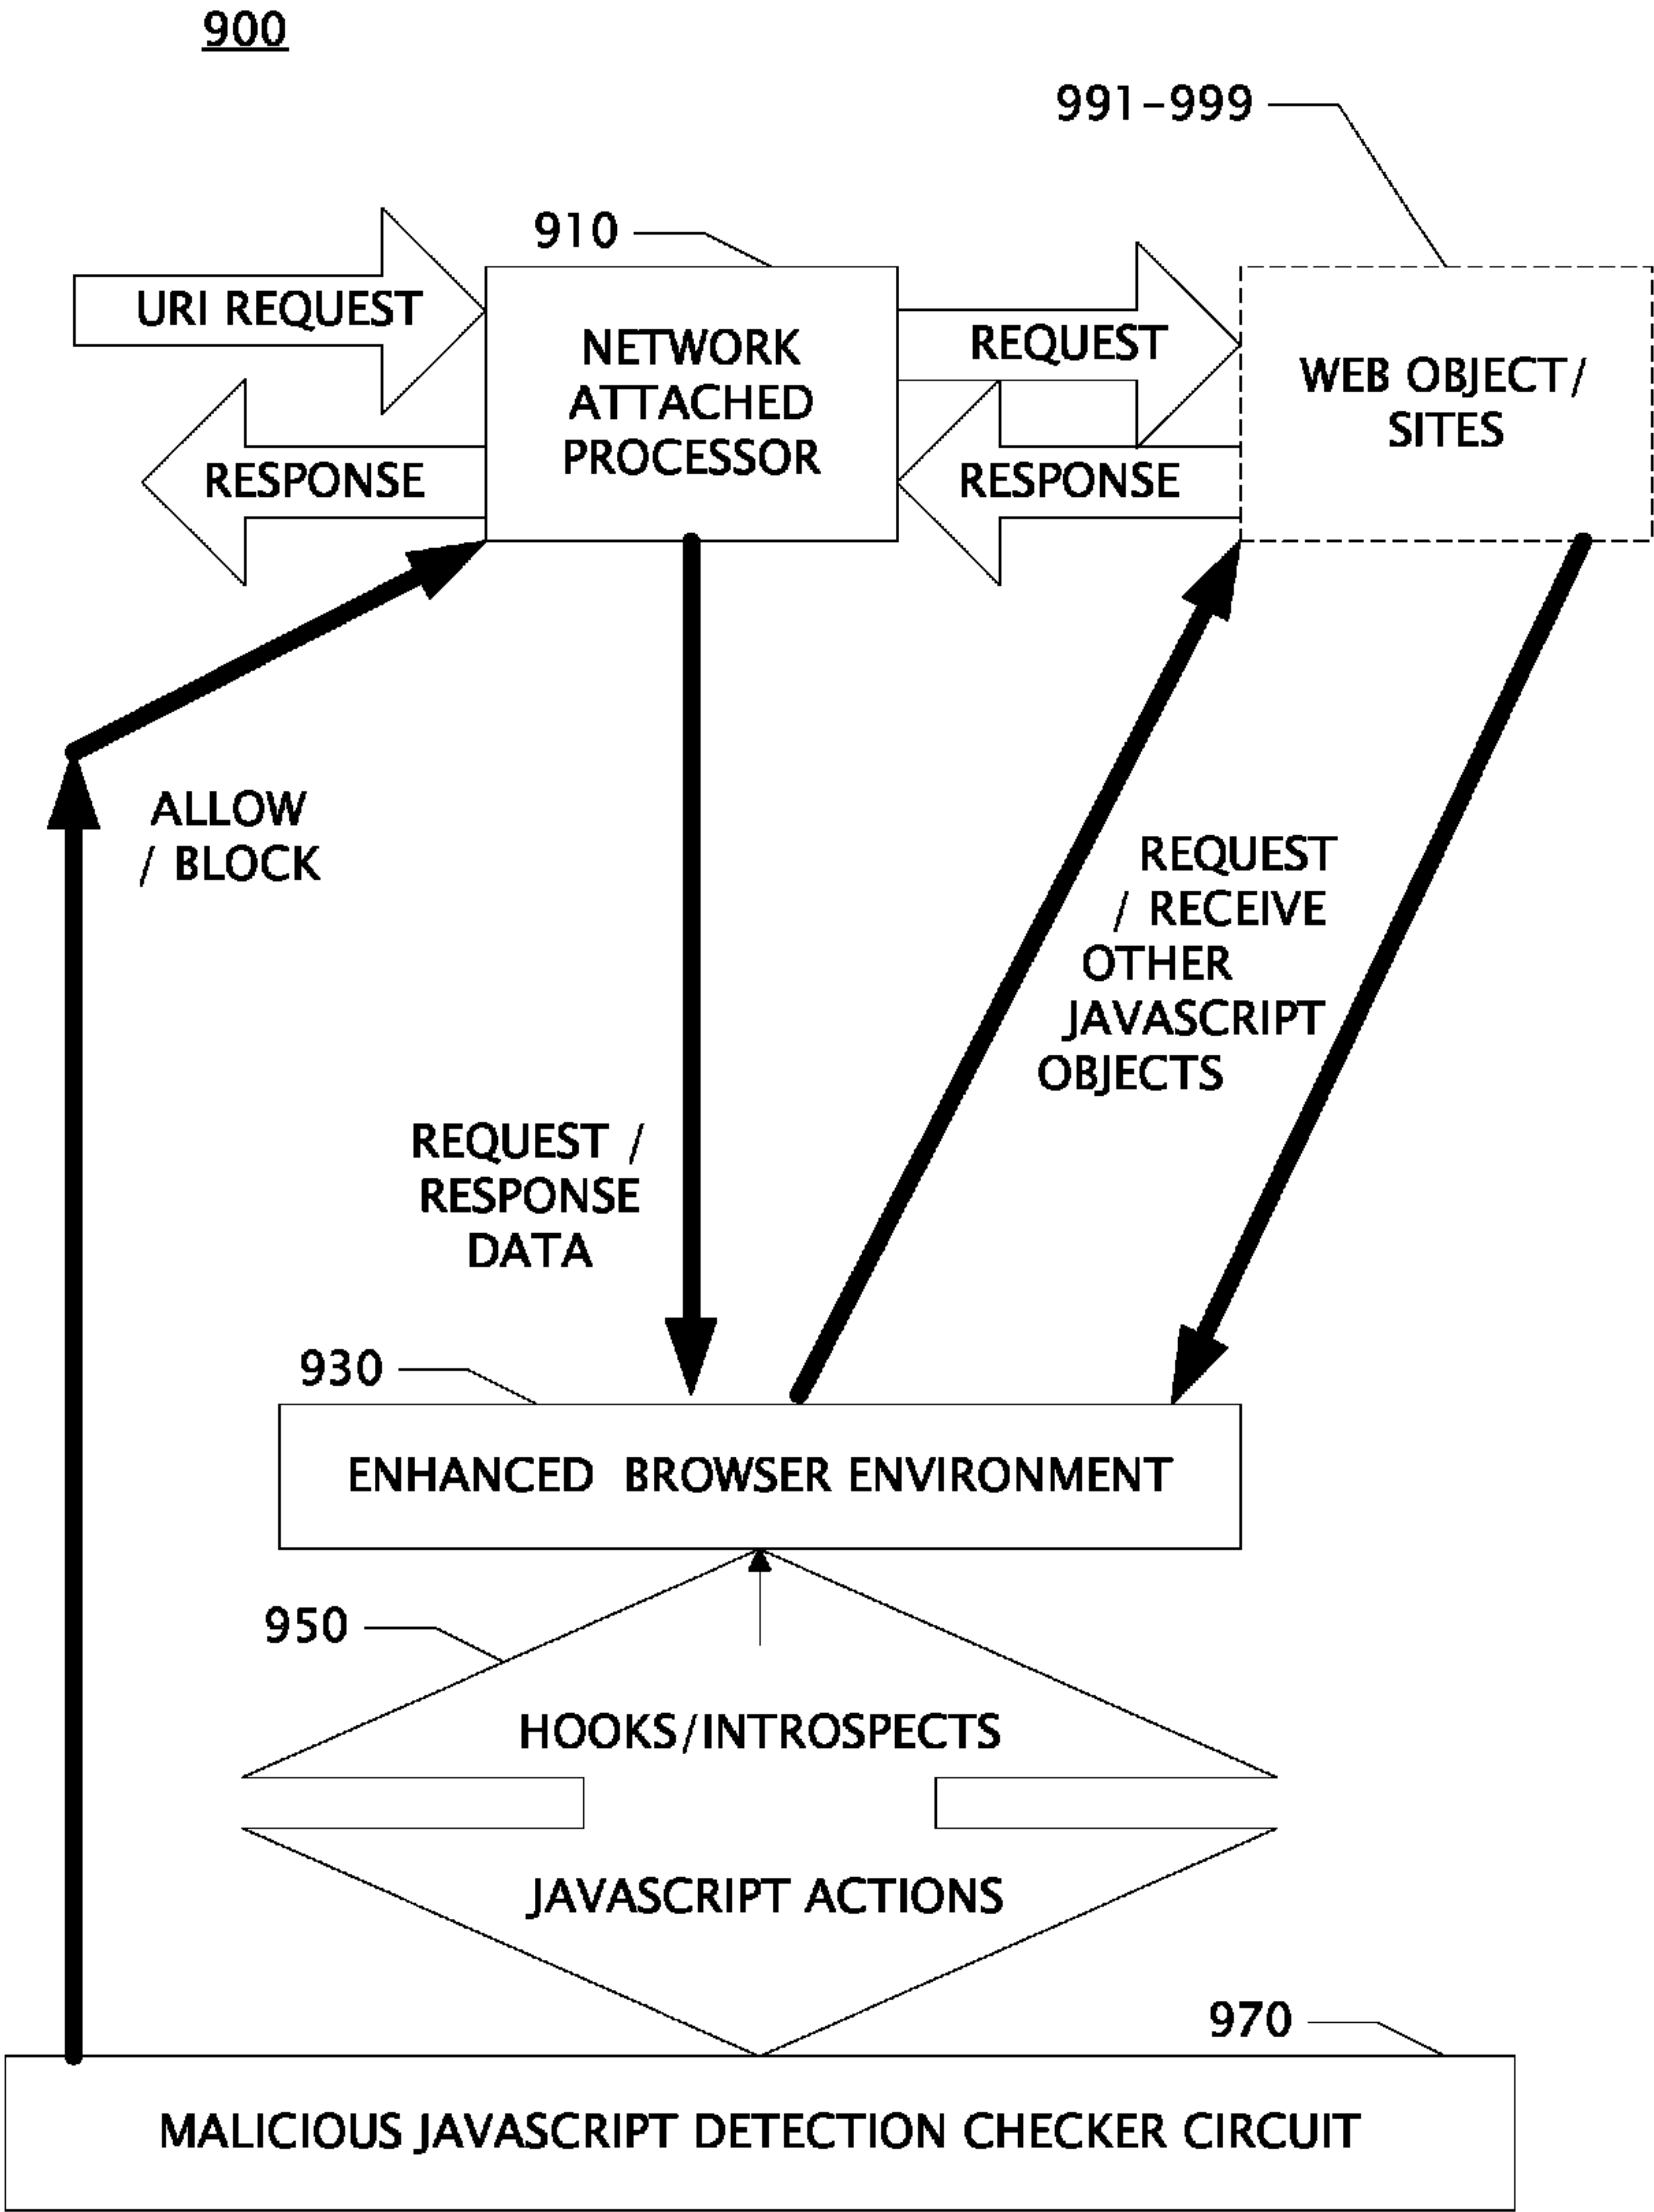 900
991-999
910
URI REQUEST
NETWORK
ATTACHED
PROCESSOR
REQUEST
WEB OBJECT/
SITES
RESPONSE
RESPONSE
ALLOW
/ BLOCK
REQUEST
/ RECEIVE
OTHER
JAVASCRIPT
OBJECTS
REQUEST /
RESPONSE
DATA
930
ENHANCED BROWSER ENVIRONMENT
950
HOOKS/INTROSPECTS
JAVASCRIPT ACTIONS
970
MALICIOUS JAVASCRIPT DETECTION CHECKER CIRCUIT